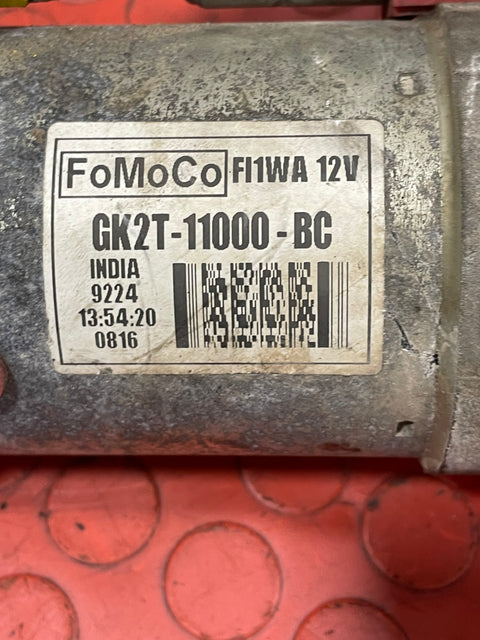 FoMoCo FI1WA 12V
GK2T-11000-BC
INDIA
9224
13:54:20
0816